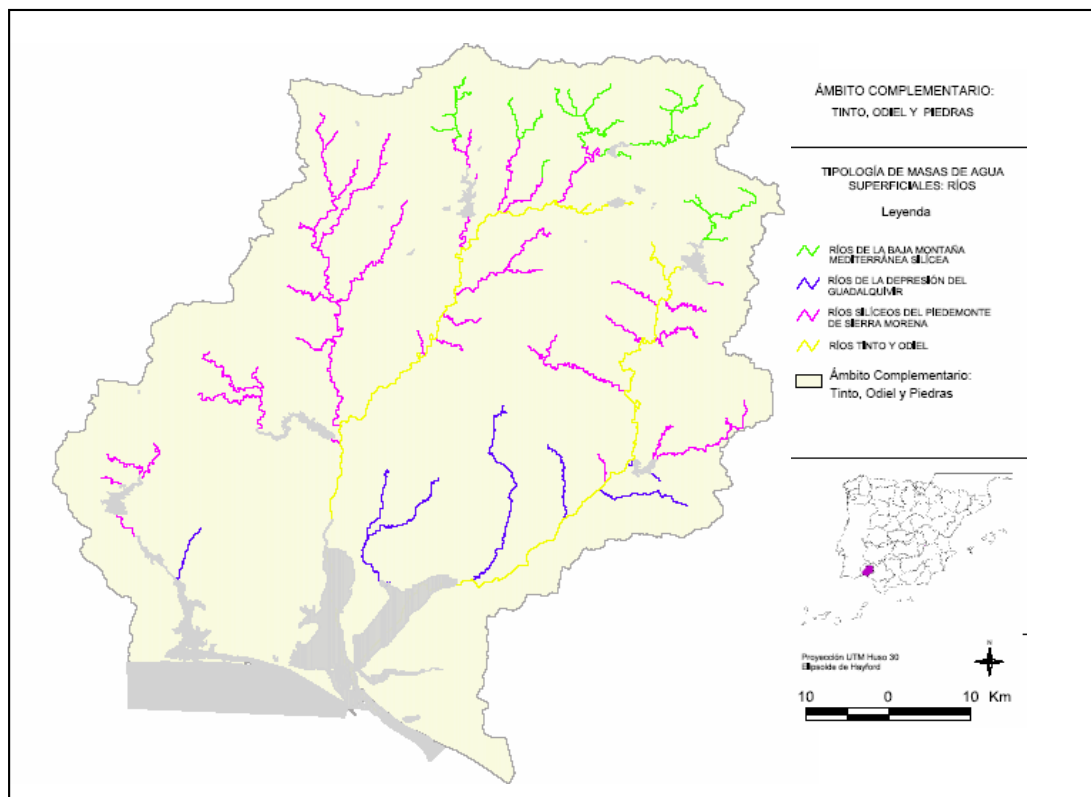 ÁMBITO COMPLEMENTARIO:
TINTO, ODIEL Y PIEDRAS
TIPOLOGÍA DE MASAS DE AGUA
SUPERFICIALES: RÍOS
Leyenda
RÍOS DE LA BAJA MONTAÑA
MEDITERRÁNEA SILÍCEA
RÍOS DE LA DEPRESIÓN DEL
GUADALQUIVIR
RÍOS SILÍCEOS DEL PIEDEMONTE
DE SIERRA MORENA
RÍOS TINTO Y ODIEL
Ámbito Complementario:
Tinto, Odiel y Piedras
Proyección UTM Huso 30
Elipsoide de Hayford
N
10 0 10 Km